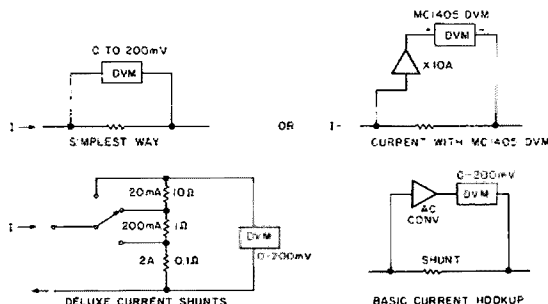 0 TO 200mV
DVM
I
SIMPLEST WAY
OR
MC1405 DVM
+ DVM -
X10A
I-
CURRENT WITH MC1405 DVM
20mA 10Ω
I
200mA 1Ω
2A 0.1Ω
DVM
0-200mV
DELUXE CURRENT SHUNTS
0-200mV
DVM
AC CONV
SHUNT
BASIC CURRENT HOOKUP